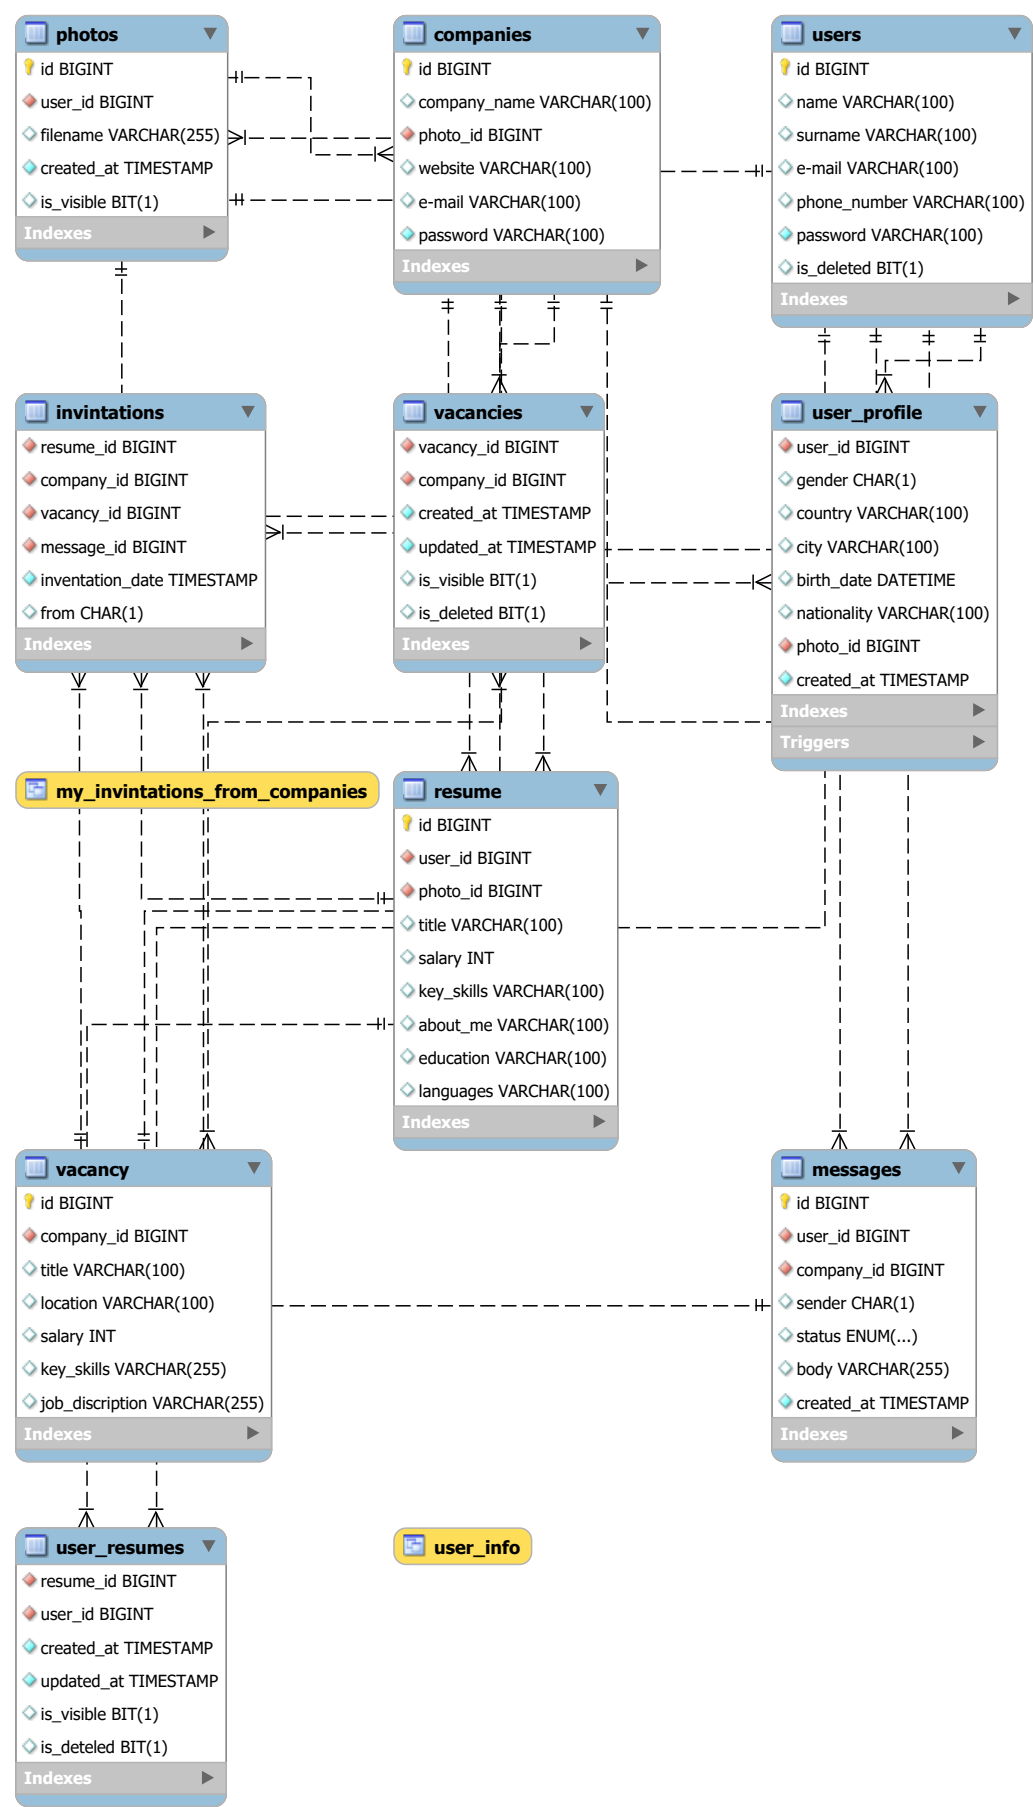 photos
id BIGINT
user_id BIGINT
filename VARCHAR(255)
created_at TIMESTAMP
is_visible BIT(1)
Indexes
companies
id BIGINT
company_name VARCHAR(100)
photo_id BIGINT
website VARCHAR(100)
e-mail VARCHAR(100)
password VARCHAR(100)
Indexes
users
id BIGINT
name VARCHAR(100)
surname VARCHAR(100)
e-mail VARCHAR(100)
phone_number VARCHAR(100)
password VARCHAR(100)
is_deleted BIT(1)
Indexes
invintations
resume_id BIGINT
company_id BIGINT
vacancy_id BIGINT
message_id BIGINT
inventation_date TIMESTAMP
from CHAR(1)
Indexes
vacancies
vacancy_id BIGINT
company_id BIGINT
created_at TIMESTAMP
updated_at TIMESTAMP
is_visible BIT(1)
is_deleted BIT(1)
Indexes
user_profile
user_id BIGINT
gender CHAR(1)
country VARCHAR(100)
city VARCHAR(100)
birth_date DATETIME
nationality VARCHAR(100)
photo_id BIGINT
created_at TIMESTAMP
Indexes
Triggers
my_invintations_from_companies
resume
id BIGINT
user_id BIGINT
photo_id BIGINT
title VARCHAR(100)
salary INT
key_skills VARCHAR(100)
about_me VARCHAR(100)
education VARCHAR(100)
languages VARCHAR(100)
Indexes
vacancy
id BIGINT
company_id BIGINT
title VARCHAR(100)
location VARCHAR(100)
salary INT
key_skills VARCHAR(255)
job_discription VARCHAR(255)
Indexes
messages
id BIGINT
user_id BIGINT
company_id BIGINT
sender CHAR(1)
status ENUM(...)
body VARCHAR(255)
created_at TIMESTAMP
Indexes
user_resumes
resume_id BIGINT
user_id BIGINT
created_at TIMESTAMP
updated_at TIMESTAMP
is_visible BIT(1)
is_deteled BIT(1)
Indexes
user_info